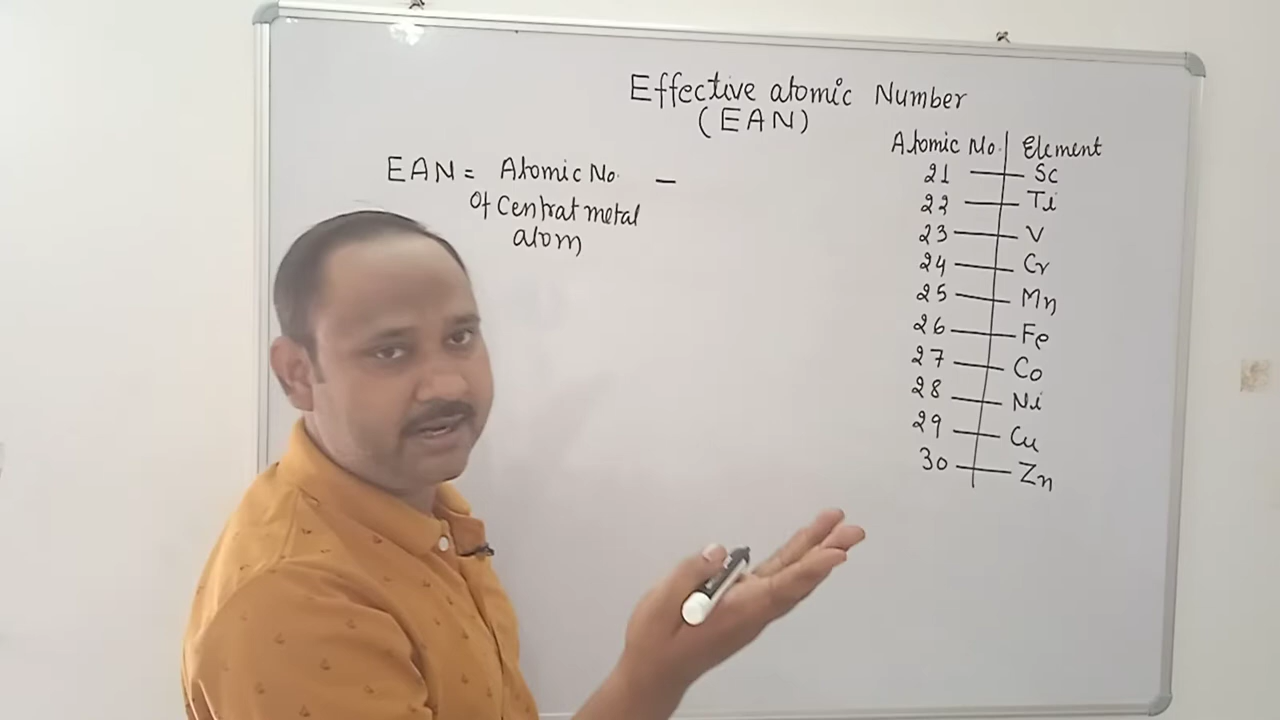 Effective atomic Number
(EAN)
EAN = Atomic No. —
Of Central metal
atom
Atomic No. Element
21 — Sc
22 — Ti
23 — V
24 — Cr
25 — Mn
26 — Fe
27 — Co
28 — Ni
29 — Cu
30 — Zn